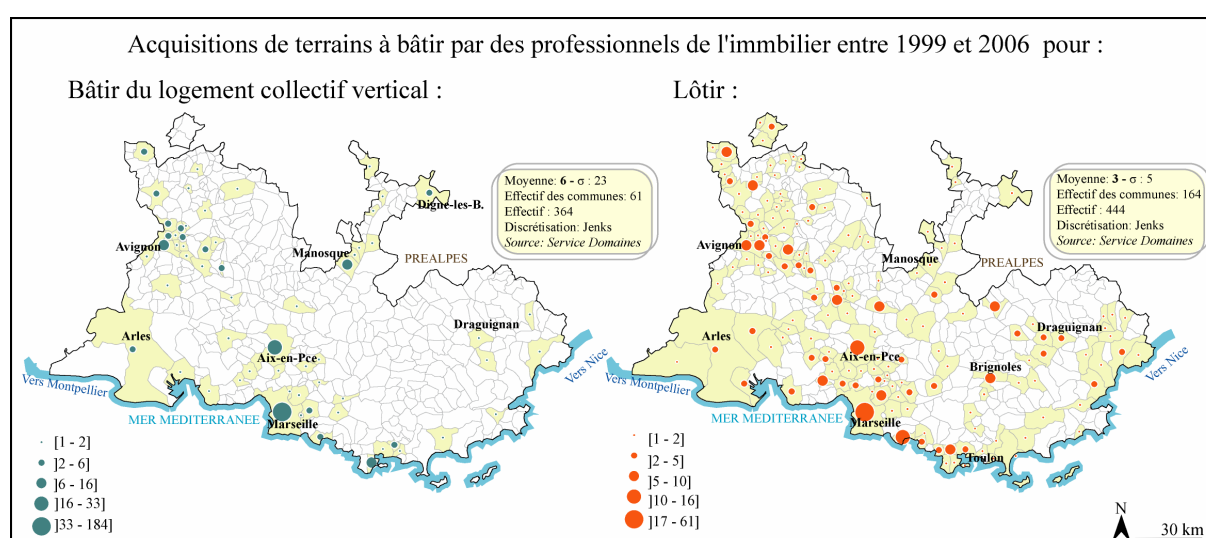 Acquisitions de terrains à bâtir par des professionnels de l'immbilier entre 1999 et 2006 pour :
Bâtir du logement collectif vertical :
Moyenne: 6 - σ : 23
Effectif des communes: 61
Effectif : 364
Discrétisation: Jenks
Source: Service Domaines
Digne-les-B.
Avignon
Manosque
PREALPES
Arles
Draguignan
Aix-en-Pce
Vers Montpellier
Vers Nice
MER MEDITERRANEE
Marseille
[1 - 2]
]2 - 6]
]6 - 16]
]16 - 33]
]33 - 184]
Lôtir :
Moyenne: 3 - σ : 5
Effectif des communes: 164
Effectif : 444
Discrétisation: Jenks
Source: Service Domaines
Avignon
Manosque
PREALPES
Arles
Draguignan
Aix-en-Pce
Brignoles
Vers Montpellier
Vers Nice
MER MEDITERRANEE
Marseille
Toulon
[1 - 2]
]2 - 5]
]5 - 10]
]10 - 16]
]17 - 61]
N
30 km